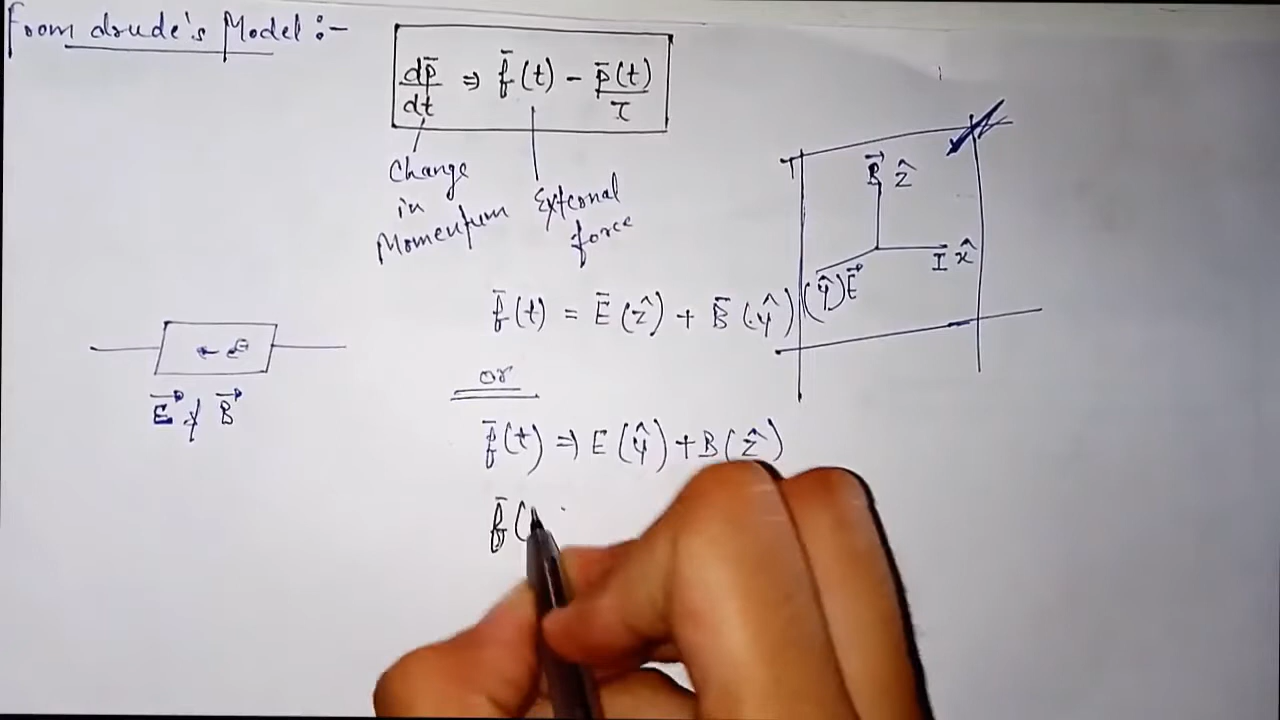 From drude's Model :-
dp̄/dt ⇒ f̄(t) - p̄(t)/τ
Change
in
Momentum
External
force
B⃗ ẑ
I x̂
(ŷ) E⃗
f̄(t) = Ē(ẑ) + B̄(ŷ)
⊖
E⃗ & B⃗
or
f̄(t) ⇒ E(ŷ) + B(ẑ)
f̄(